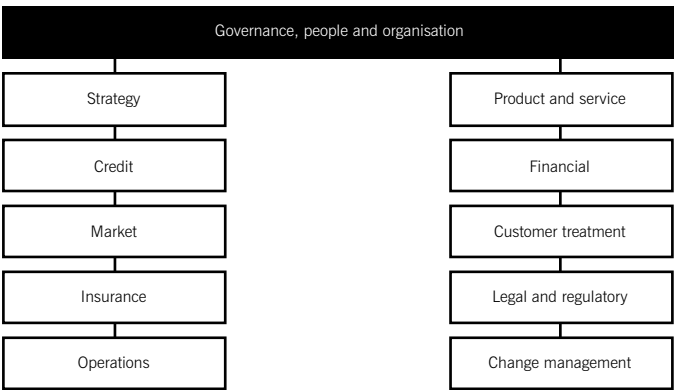 Governance, people and organisation
Strategy
Credit
Market
Insurance
Operations
Product and service
Financial
Customer treatment
Legal and regulatory
Change management